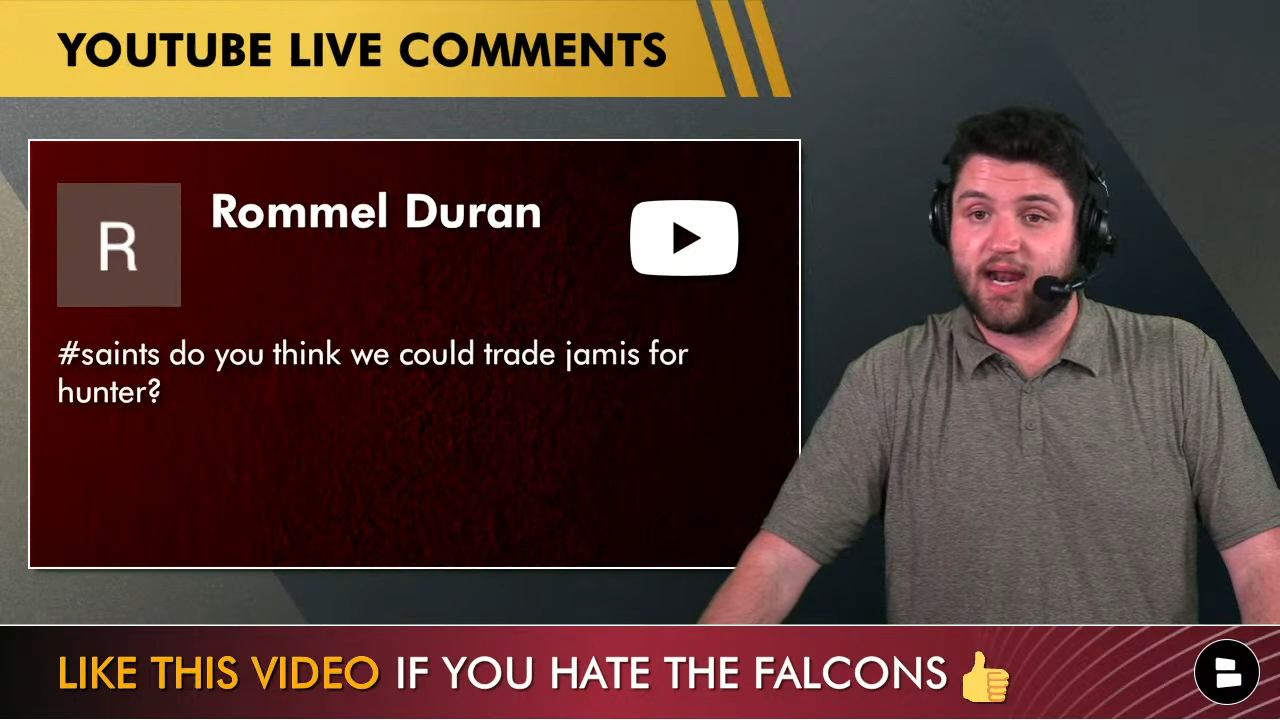 YOUTUBE LIVE COMMENTS
R
Rommel Duran
#saints do you think we could trade jamis for
hunter?
LIKE THIS VIDEO IF YOU HATE THE FALCONS